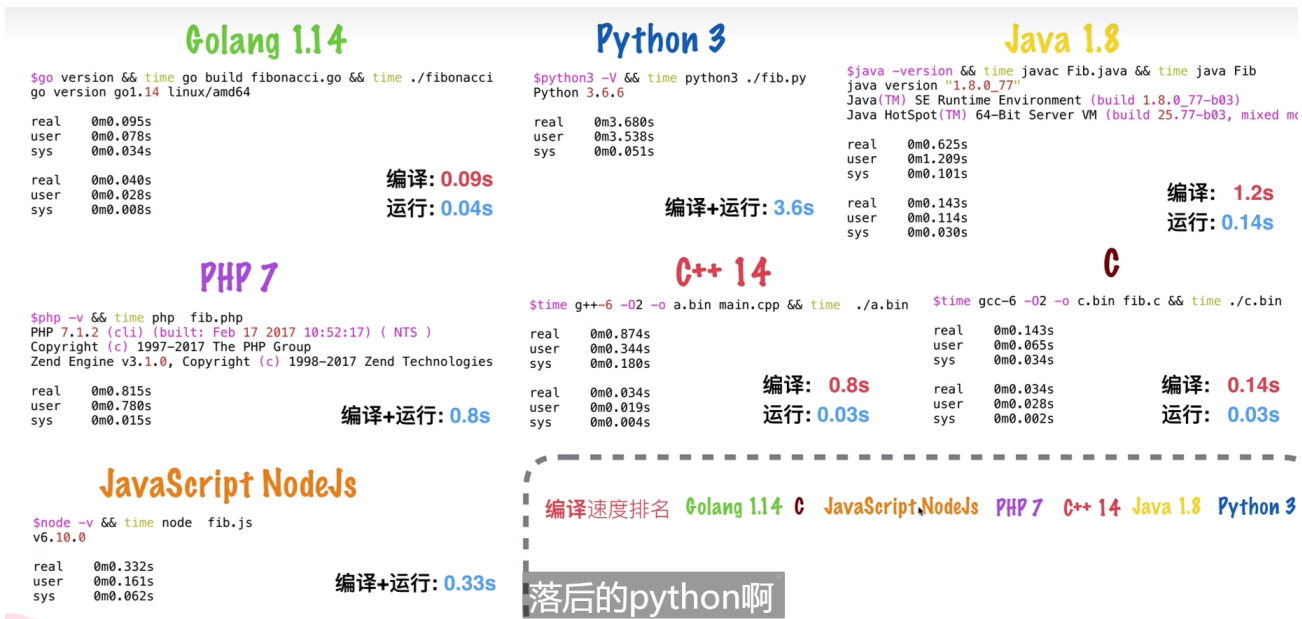 Golang 1.14
$go version && time go build fibonacci.go && time ./fibonacci
go version go1.14 linux/amd64
real 0m0.095s
user 0m0.078s
sys 0m0.034s
real 0m0.040s
user 0m0.028s
sys 0m0.008s
编译: 0.09s
运行: 0.04s
Python 3
$python3 -V && time python3 ./fib.py
Python 3.6.6
real 0m3.680s
user 0m3.538s
sys 0m0.051s
编译+运行: 3.6s
Java 1.8
$java -version && time javac Fib.java && time java Fib
java version "1.8.0_77"
Java(TM) SE Runtime Environment (build 1.8.0_77-b03)
Java HotSpot(TM) 64-Bit Server VM (build 25.77-b03, mixed mo
real 0m0.625s
user 0m1.209s
sys 0m0.101s
real 0m0.143s
user 0m0.114s
sys 0m0.030s
编译: 1.2s
运行: 0.14s
PHP 7
$php -v && time php fib.php
PHP 7.1.2 (cli) (built: Feb 17 2017 10:52:17) ( NTS )
Copyright (c) 1997-2017 The PHP Group
Zend Engine v3.1.0, Copyright (c) 1998-2017 Zend Technologies
real 0m0.815s
user 0m0.780s
sys 0m0.015s
编译+运行: 0.8s
C++ 14
$time g++-6 -O2 -o a.bin main.cpp && time ./a.bin
real 0m0.874s
user 0m0.344s
sys 0m0.180s
real 0m0.034s
user 0m0.019s
sys 0m0.004s
编译: 0.8s
运行: 0.03s
C
$time gcc-6 -O2 -o c.bin fib.c && time ./c.bin
real 0m0.143s
user 0m0.065s
sys 0m0.034s
real 0m0.034s
user 0m0.028s
sys 0m0.002s
编译: 0.14s
运行: 0.03s
JavaScript NodeJs
$node -v && time node fib.js
v6.10.0
real 0m0.332s
user 0m0.161s
sys 0m0.062s
编译+运行: 0.33s
编译速度排名 Golang 1.14 C JavaScript NodeJs PHP 7 C++ 14 Java 1.8 Python 3
落后的python啊